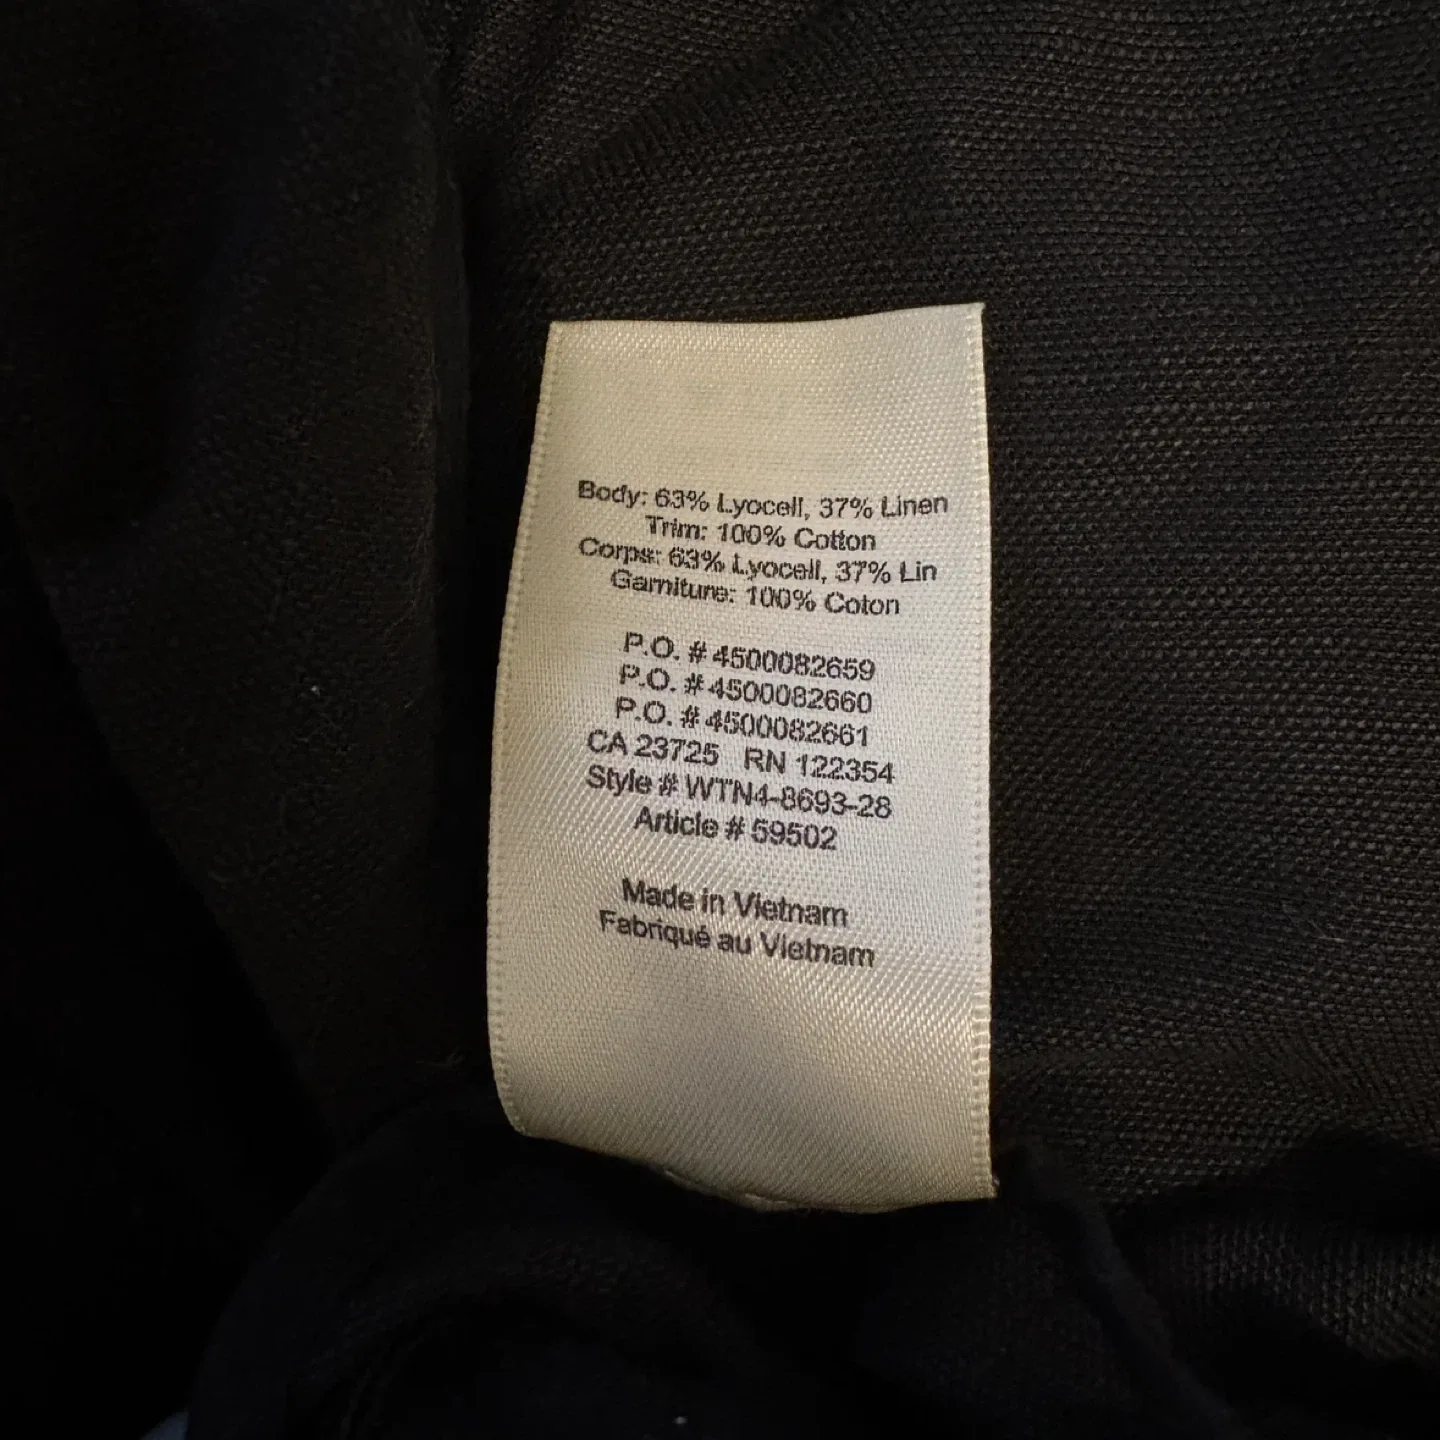 Body: 63% Lyocell, 37% Linen
Trim: 100% Cotton
Corps: 63% Lyocell, 37% Lin
Garniture: 100% Coton
P.O. # 4500082659
P.O. # 4500082660
P.O. # 4500082661
CA 23725 RN 122354
Style # WTN4-8693-28
Article # 59502
Made in Vietnam
Fabriqué au Vietnam